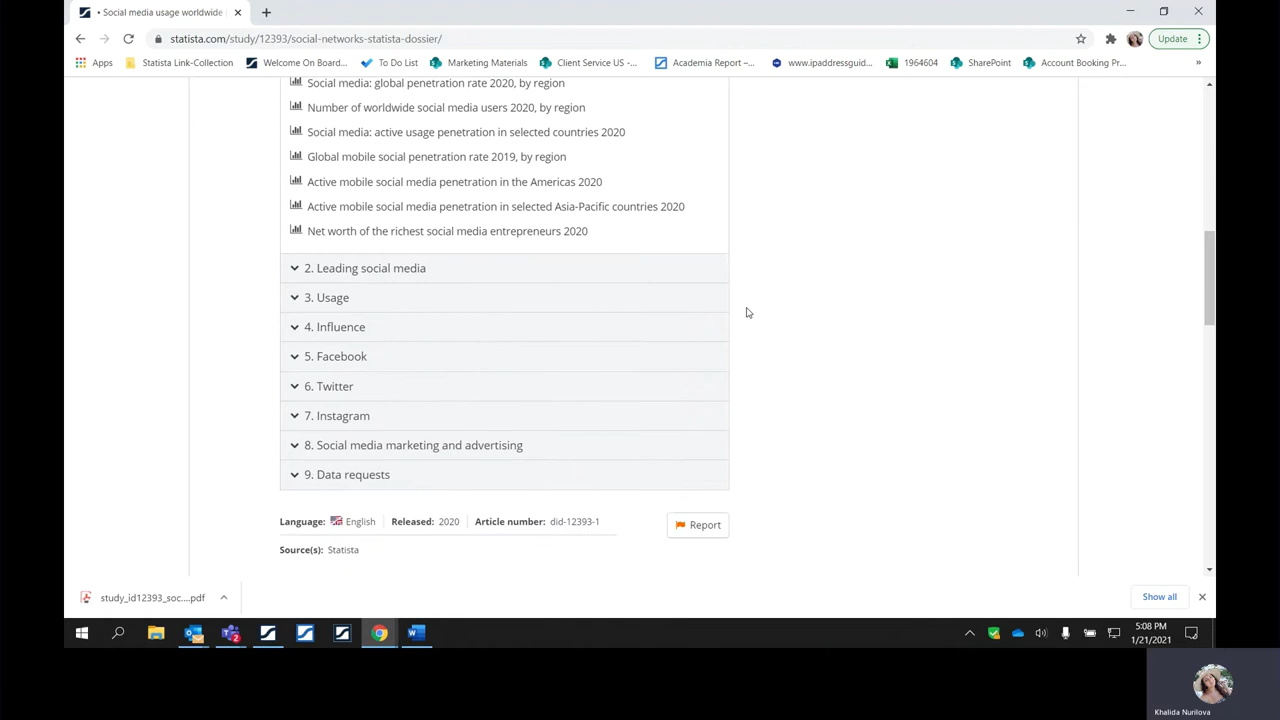 • Social media usage worldwide
statista.com/study/12393/social-networks-statista-dossier/
Update
Apps
Statista Link-Collection
Welcome On Board...
To Do List
Marketing Materials
Client Service US -...
Academia Report –...
www.ipaddressguid...
1964604
SharePoint
Account Booking Pr...
»
Social media: global penetration rate 2020, by region
Number of worldwide social media users 2020, by region
Social media: active usage penetration in selected countries 2020
Global mobile social penetration rate 2019, by region
Active mobile social media penetration in the Americas 2020
Active mobile social media penetration in selected Asia-Pacific countries 2020
Net worth of the richest social media entrepreneurs 2020
2. Leading social media
3. Usage
4. Influence
5. Facebook
6. Twitter
7. Instagram
8. Social media marketing and advertising
9. Data requests
Language: English Released: 2020 Article number: did-12393-1
Report
Source(s): Statista
study_id12393_soc....pdf
Show all
2
5:08 PM
1/21/2021
Khalida Nurilova